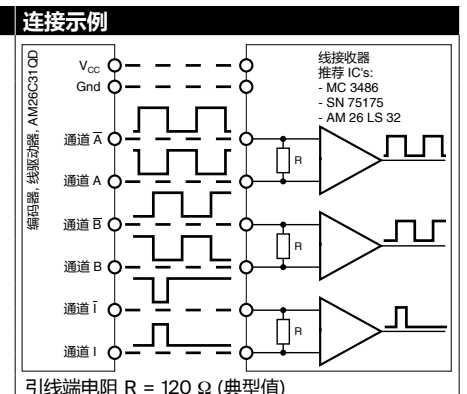 连接示例
编码器, 线驱动器, AM26C31QD
V_CC
Gnd
通道 A̅
通道 A
通道 B̅
通道 B
通道 I̅
通道 I
线接收器
推荐 IC's:
- MC 3486
- SN 75175
- AM 26 LS 32
R
R
R
引线端电阻 R = 120 Ω (典型值)